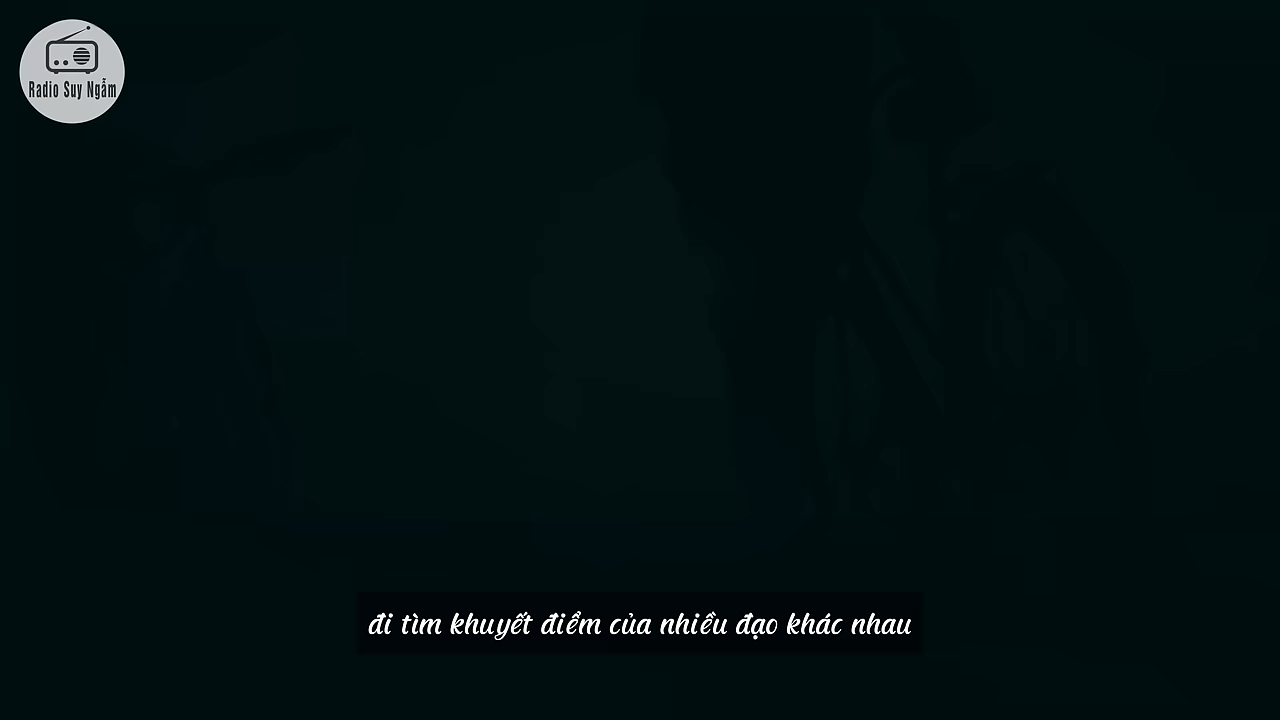 Radio Suy Ngẫm
đi tìm khuyết điểm của nhiều đạo khác nhau